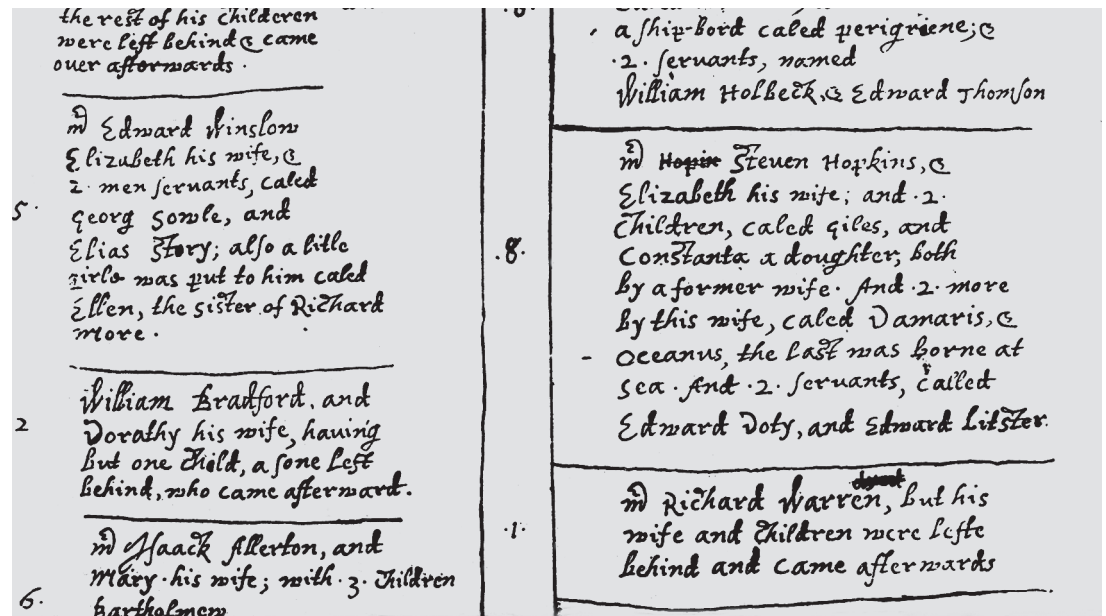 the rest of his children
were left behind & came
over afterwards.
mr Edward Winslow
Elizabeth his wife, &
2. men servants, caled
5.
Georg Sowle, and
Elias Story; also a litle
girle was put to him caled
Ellen, the sister of Richard
More.
William Bradford, and
2
Dorathy his wife, having
but one child, a sone left
behind, who came afterward.
mr Isaack Allerton, and
Mary his wife; with 3. children
6.
Bartholmew
a ship-bord caled perigriene; &
.2. servants, named
William Holbeck, & Edward Thomson
mr Hopin Steven Hopkins, &
Elizabeth his wife; and .2.
children, caled Giles, and
.8.
Constanta a doughter, both
by a former wife. And .2. more
by this wife, caled Damaris, &
- Oceanus, the last was borne at
sea. And .2. servants, called
Edward Doty, and Edward Litster.
mr Richard Warren, but his
.1.
wife and children were lefte
behind and came afterwards